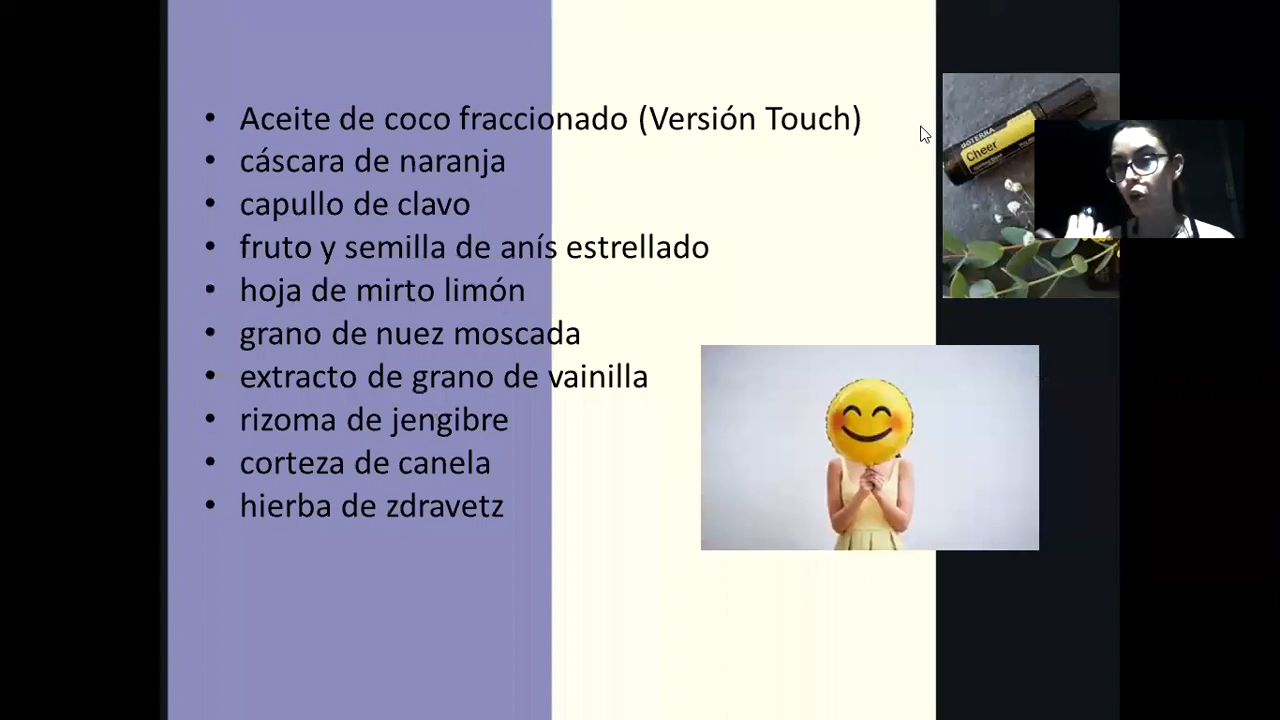 Aceite de coco fraccionado (Versión Touch)
cáscara de naranja
capullo de clavo
fruto y semilla de anís estrellado
hoja de mirto limón
grano de nuez moscada
extracto de grano de vainilla
rizoma de jengibre
corteza de canela
hierba de zdravetz
dōTERRA
Cheer